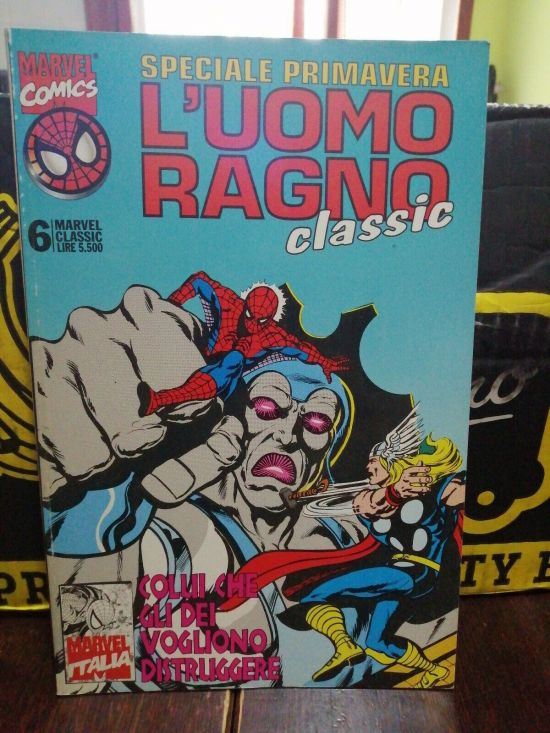 MARVEL
COMICS
SPECIALE PRIMAVERA
L'UOMO
RAGNO
classic
6 MARVEL
CLASSIC
LIRE 5.500
COLUI CHE
GLI DEI
VOGLIONO
DISTRUGGERE
MARVEL
ITALIA